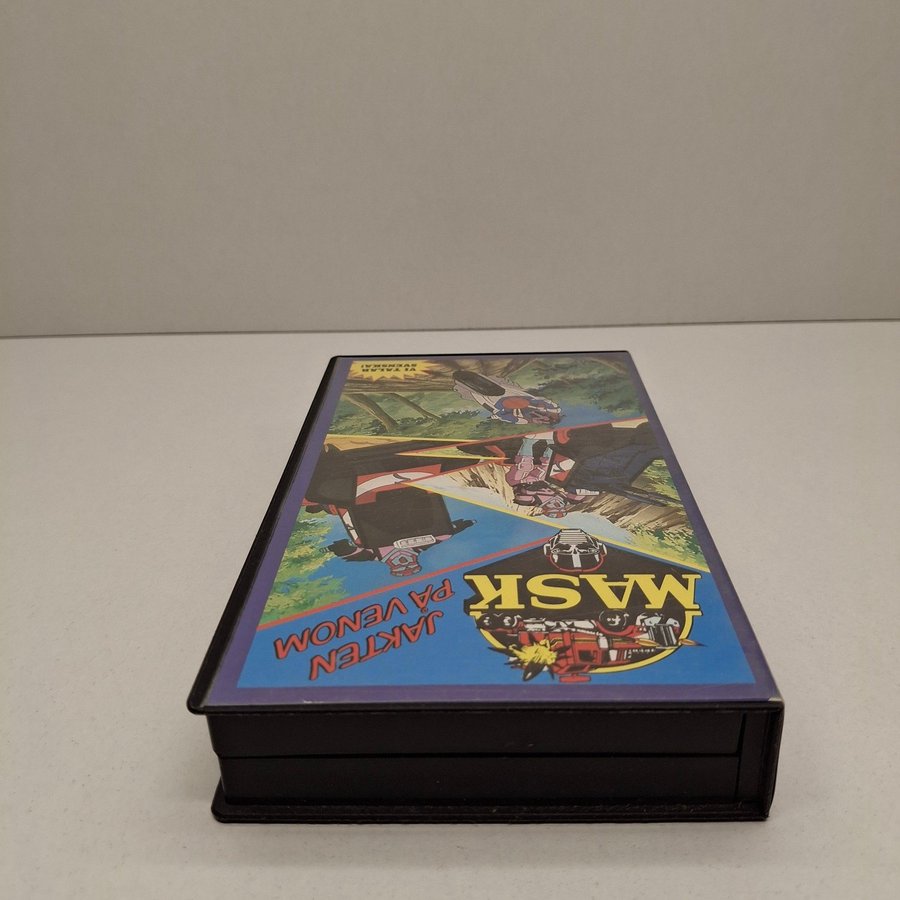 MASK
JAKTEN
PÅ VENOM
VI TALAR
SVENSKA!